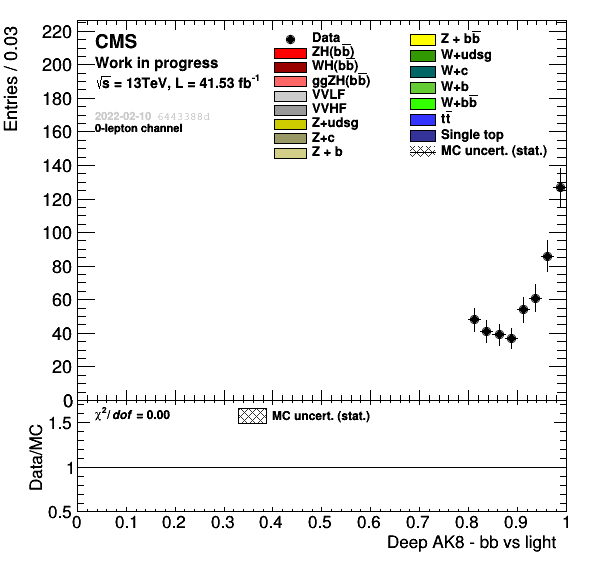 Entries / 0.03
220
200
180
160
140
120
100
80
60
40
20
0
CMS
Work in progress
√s = 13TeV, L = 41.53 fb⁻¹
2022-02-10 6443388d
0-lepton channel
Data
ZH(bb̅)
WH(bb̅)
ggZH(bb̅)
VVLF
VVHF
Z+udsg
Z+c
Z + b
Z + bb̅
W+udsg
W+c
W+b
W+bb̅
tt̅
Single top
MC uncert. (stat.)
Data/MC
1.5
1
0.5
χ²/dof = 0.00
MC uncert. (stat.)
0 0.1 0.2 0.3 0.4 0.5 0.6 0.7 0.8 0.9 1
Deep AK8 - bb vs light